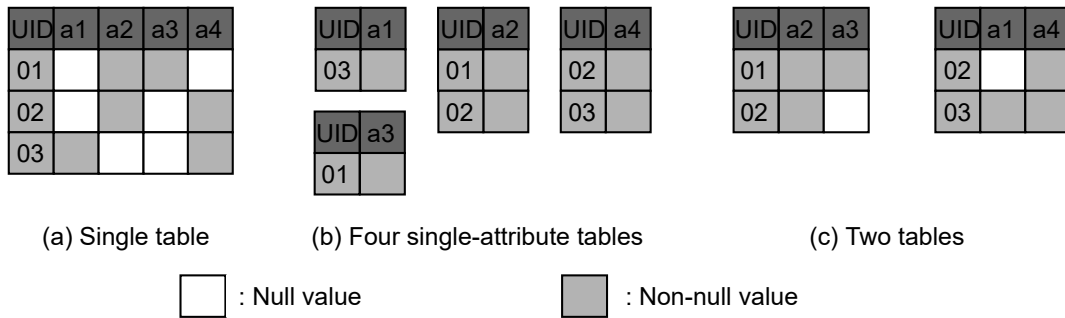 UID a1 a2 a3 a4
01
02
03
(a) Single table
UID a1
03
UID a3
01
UID a2
01
02
UID a4
02
03
(b) Four single-attribute tables
UID a2 a3
01
02
UID a1 a4
02
03
(c) Two tables
: Null value
: Non-null value